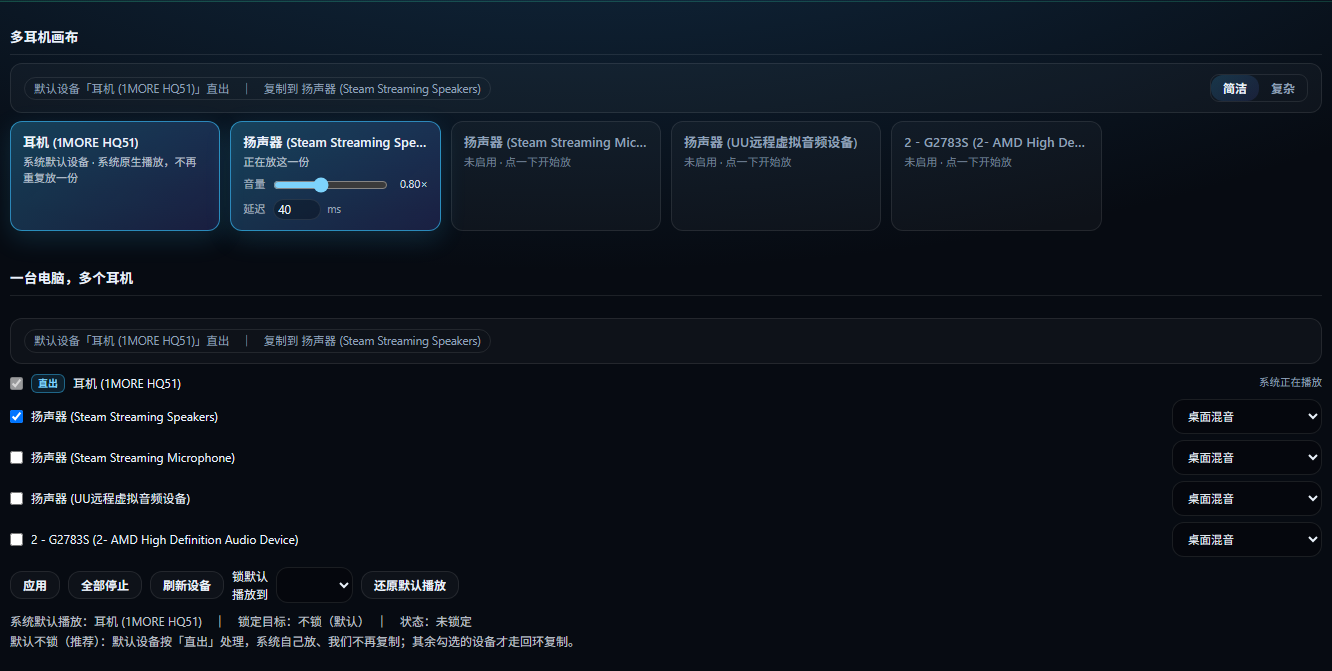 多耳机画布
默认设备「耳机 (1MORE HQ51)」直出 | 复制到 扬声器 (Steam Streaming Speakers)
简洁 复杂
耳机 (1MORE HQ51)
系统默认设备 · 系统原生播放，不再
重复放一份
扬声器 (Steam Streaming Spe...
正在放这一份
音量 0.80×
延迟 40 ms
扬声器 (Steam Streaming Mic...
未启用 · 点一下开始放
扬声器 (UU远程虚拟音频设备)
未启用 · 点一下开始放
2 - G2783S (2- AMD High De...
未启用 · 点一下开始放
一台电脑，多个耳机
默认设备「耳机 (1MORE HQ51)」直出 | 复制到 扬声器 (Steam Streaming Speakers)
直出 耳机 (1MORE HQ51) 系统正在播放
扬声器 (Steam Streaming Speakers) 桌面混音
扬声器 (Steam Streaming Microphone) 桌面混音
扬声器 (UU远程虚拟音频设备) 桌面混音
2 - G2783S (2- AMD High Definition Audio Device) 桌面混音
应用 全部停止 刷新设备 锁默认
播放到 还原默认播放
系统默认播放：耳机 (1MORE HQ51) | 锁定目标：不锁（默认） | 状态：未锁定
默认不锁（推荐）：默认设备按「直出」处理，系统自己放、我们不再复制；其余勾选的设备才走回环复制。